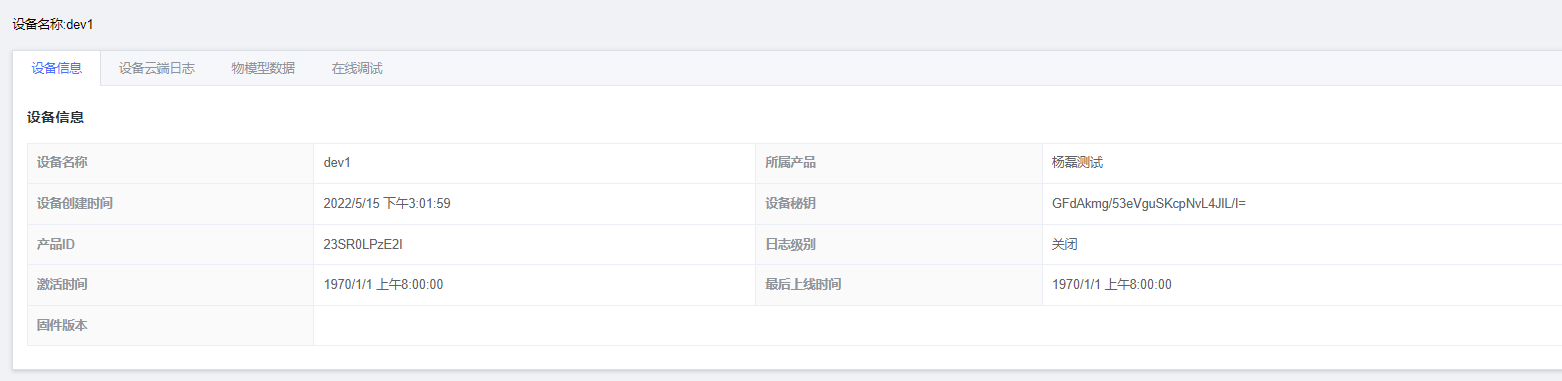 设备名称:dev1
设备信息 设备云端日志 物模型数据 在线调试
设备信息
设备名称 dev1 所属产品 杨磊测试
设备创建时间 2022/5/15 下午3:01:59 设备秘钥 GFdAkmg/53eVguSKcpNvL4JIL/I=
产品ID 23SR0LPzE2I 日志级别 关闭
激活时间 1970/1/1 上午8:00:00 最后上线时间 1970/1/1 上午8:00:00
固件版本